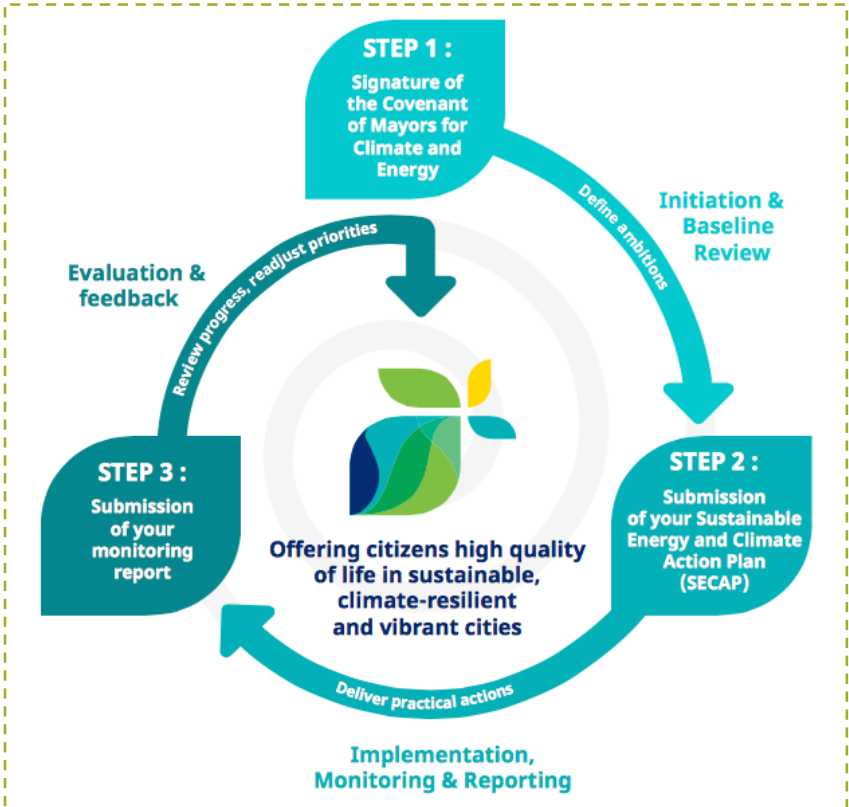 STEP 1 :
Signature of
the Covenant
of Mayors for
Climate and
Energy
Define ambitions
Initiation &
Baseline
Review
STEP 2 :
Submission
of your Sustainable
Energy and Climate
Action Plan
(SECAP)
Deliver practical actions
Implementation,
Monitoring & Reporting
STEP 3 :
Submission
of your
monitoring
report
Review progress, readjust priorities
Evaluation &
feedback
Offering citizens high quality
of life in sustainable,
climate-resilient
and vibrant cities